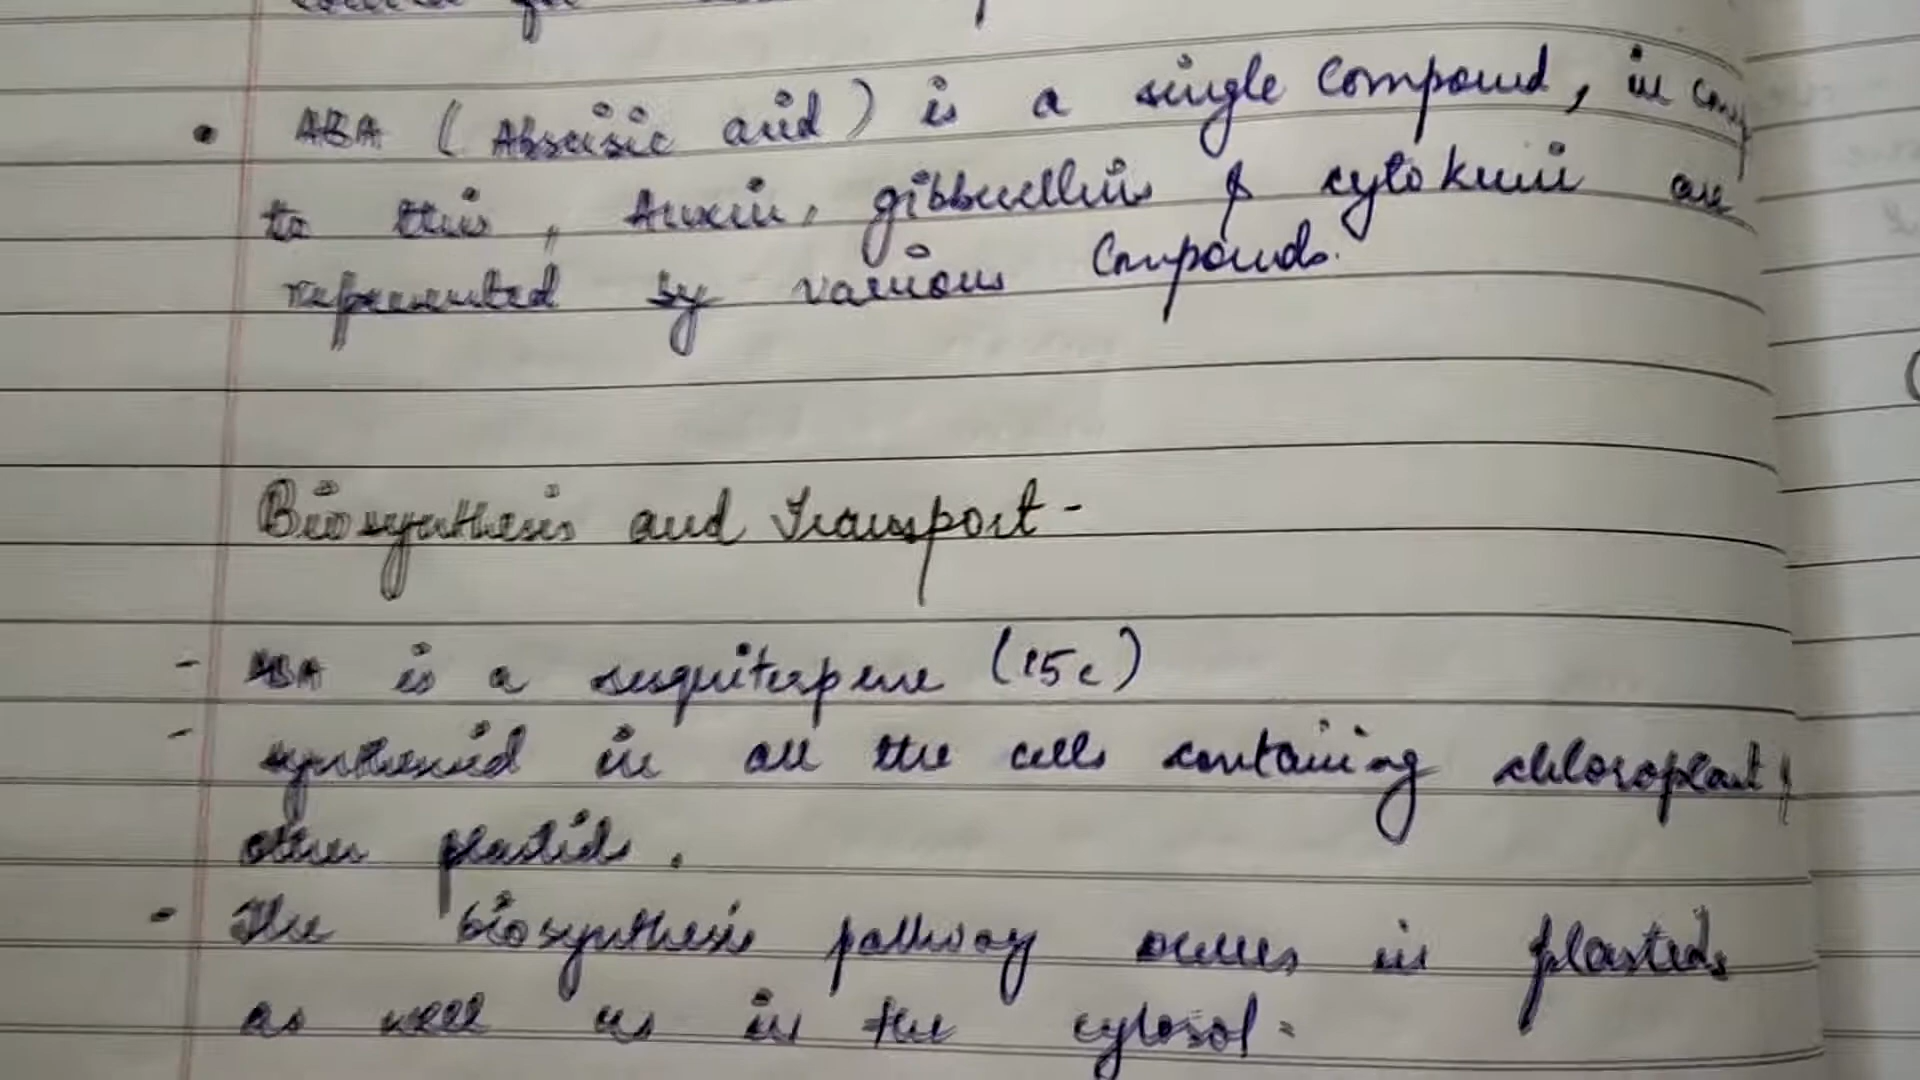 • ABA (Abscisic acid) is a single compound, in
to this, Auxin, gibberellins & cytokinin are
represented by various Compounds.
Biosynthesis and Transport -
- ABA is a sesquiterpene (15c)
- synthesised in all the cells containing chloroplast /
other plastids.
- The biosynthesis pathway occurs in plastids
as well as in the cytosol.